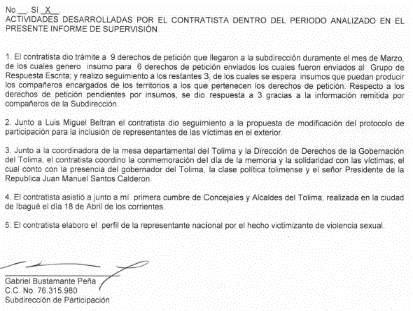 No __. SI _X__.
ACTIVIDADES DESARROLLADAS POR EL CONTRATISTA DENTRO DEL PERIODO ANALIZADO EN EL
PRESENTE INFORME DE SUPERVISIÓN
1. El contratista dio trámite a 9 derechos de petición que llegaron a la subdirección durante el mes de Marzo,
de los cuales genero insumo para 6 derechos de petición enviados los cuales fueron enviados al Grupo de
Respuesta Escrita; y realizo seguimiento a los restantes 3, de los cuales se espera insumos que puedan producir
los compañeros encargados de los territorios a los que pertenecen los derechos de petición. Respecto a los
derechos de petición pendientes por insumos, se dio respuesta a 3 gracias a la información remitida por
compañeros de la Subdirección.
2. Junto a Luis Miguel Beltran el contratista dio seguimiento a la propuesta de modificación del protocolo de
participación para la inclusión de representantes de las víctimas en el exterior.
3. Junto a la coordinadora de la mesa departamental del Tolima y la Dirección de Derechos de la Gobernación
del Tolima, el contratista coordino la conmemoración del día de la memoria y la solidaridad con las víctimas, el
cual conto con la presencia del gobernador del Tolima, la clase política tolimense y el señor Presidente de la
Republica Juan Manuel Santos Calderon.
4. El contratista asistió a junto a mi primera cumbre de Concejales y Alcaldes del Tolima, realizada en la ciudad
de Ibagué el día 18 de Abril de los corrientes.
5. El contratista elaboro el perfil de la representante nacional por el hecho victimizante de violencia sexual.
Gabriel Bustamante Peña
C.C. No. 76.315.980
Subdirección de Participación